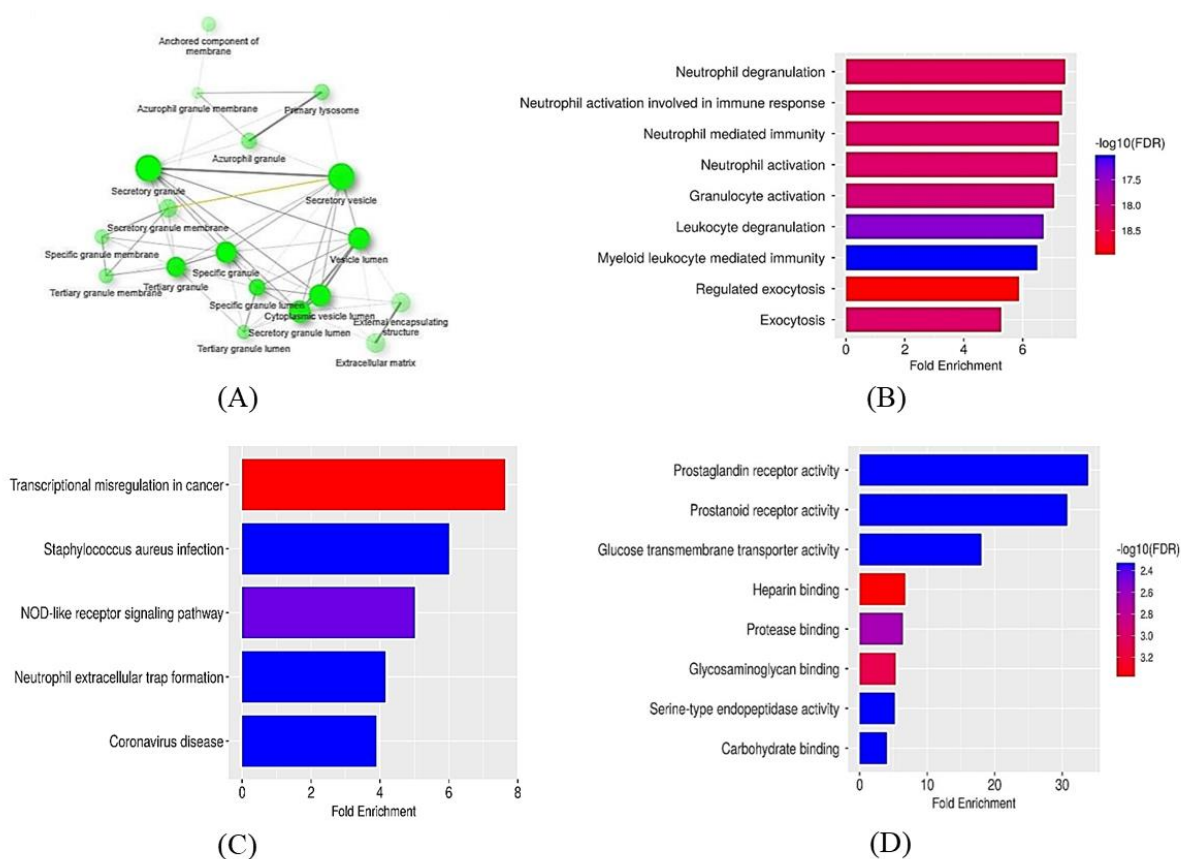 Anchored component of
membrane
Azurophil granule membrane
Primary lysosome
Azurophil granule
Secretory granule
Secretory vesicle
Secretory granule membrane
Specific granule membrane
Vesicle lumen
Specific granule
Tertiary granule
Tertiary granule membrane
Specific granule lumen
Cytoplasmic vesicle lumen
External encapsulating
structure
Secretory granule lumen
Tertiary granule lumen
Extracellular matrix
(A)
Neutrophil degranulation
Neutrophil activation involved in immune response
Neutrophil mediated immunity
Neutrophil activation
Granulocyte activation
Leukocyte degranulation
Myeloid leukocyte mediated immunity
Regulated exocytosis
Exocytosis
0 2 4 6
Fold Enrichment
-log10(FDR)
17.5
18.0
18.5
(B)
Transcriptional misregulation in cancer
Staphylococcus aureus infection
NOD-like receptor signaling pathway
Neutrophil extracellular trap formation
Coronavirus disease
0 2 4 6 8
Fold Enrichment
(C)
Prostaglandin receptor activity
Prostanoid receptor activity
Glucose transmembrane transporter activity
Heparin binding
Protease binding
Glycosaminoglycan binding
Serine-type endopeptidase activity
Carbohydrate binding
0 10 20 30
Fold Enrichment
-log10(FDR)
2.4
2.6
2.8
3.0
3.2
(D)